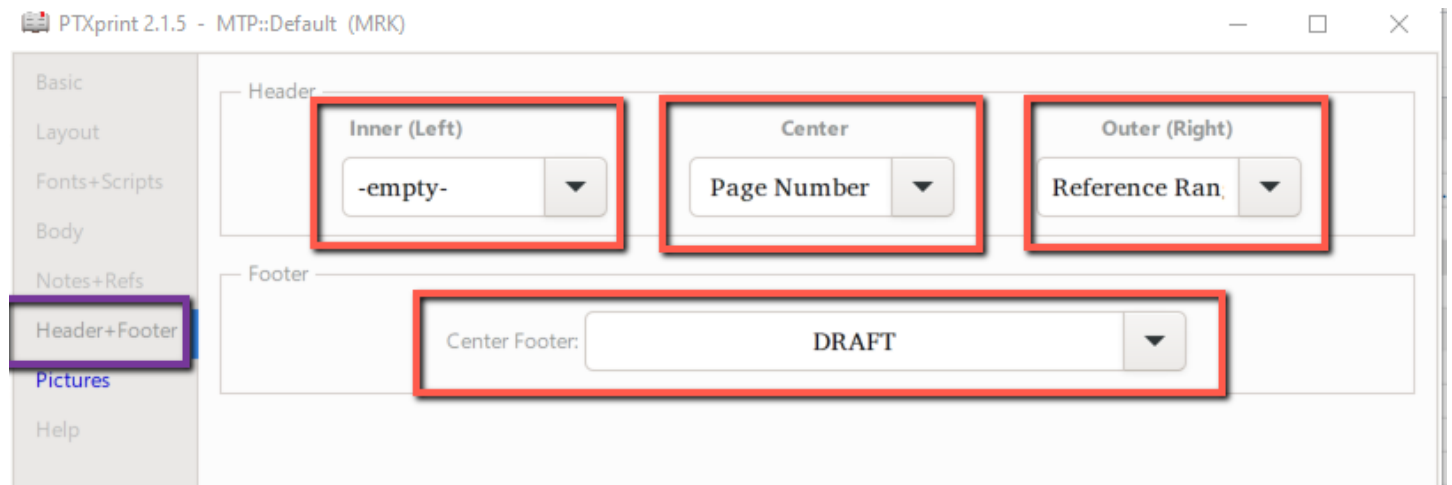 PTXprint 2.1.5 - MTP::Default (MRK)
Basic
Layout
Fonts+Scripts
Body
Notes+Refs
Header+Footer
Pictures
Help
Header
Inner (Left) Center Outer (Right)
-empty- Page Number Reference Ran
Footer
Center Footer: DRAFT